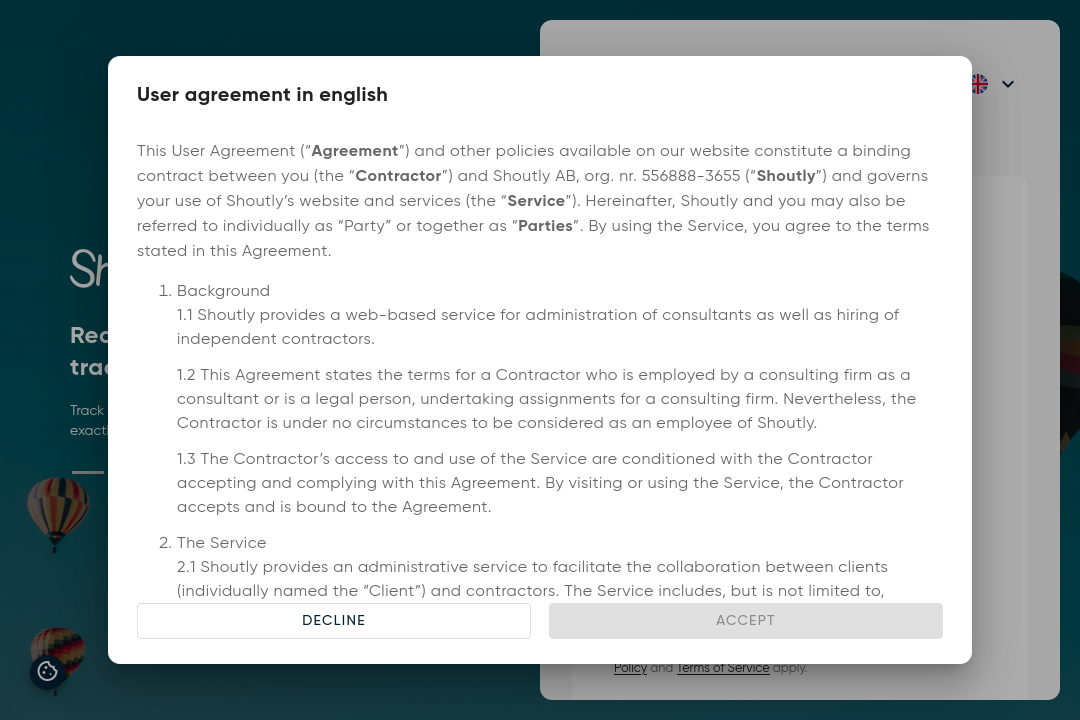 User agreement in english
This User Agreement (“Agreement”) and other policies available on our website constitute a binding
contract between you (the “Contractor”) and Shoutly AB, org. nr. 556888-3655 (“Shoutly”) and governs
your use of Shoutly’s website and services (the “Service”). Hereinafter, Shoutly and you may also be
referred to individually as “Party” or together as “Parties”. By using the Service, you agree to the terms
stated in this Agreement.
1. Background
1.1 Shoutly provides a web-based service for administration of consultants as well as hiring of
independent contractors.
1.2 This Agreement states the terms for a Contractor who is employed by a consulting firm as a
consultant or is a legal person, undertaking assignments for a consulting firm. Nevertheless, the
Contractor is under no circumstances to be considered as an employee of Shoutly.
1.3 The Contractor’s access to and use of the Service are conditioned with the Contractor
accepting and complying with this Agreement. By visiting or using the Service, the Contractor
accepts and is bound to the Agreement.
2. The Service
2.1 Shoutly provides an administrative service to facilitate the collaboration between clients
(individually named the “Client”) and contractors. The Service includes, but is not limited to,
DECLINE
ACCEPT
Track
Policy and Terms of Service apply.